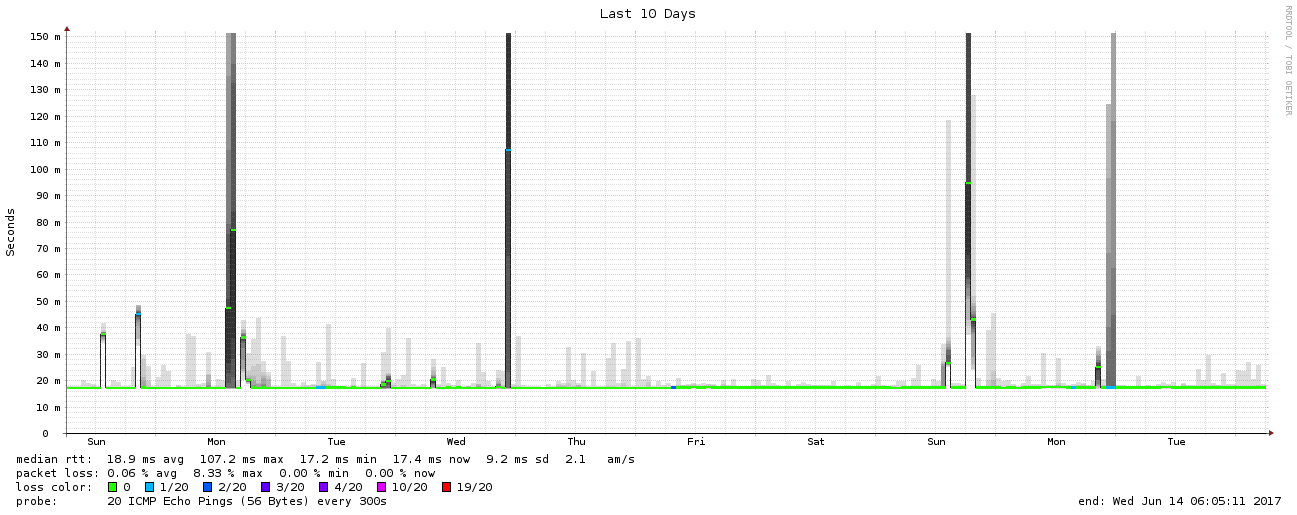 Last 10 Days
RRDTOOL / TOBI OETIKER
Seconds
150 m
140 m
130 m
120 m
110 m
100 m
90 m
80 m
70 m
60 m
50 m
40 m
30 m
20 m
10 m
0
Sun Mon Tue Wed Thu Fri Sat Sun Mon Tue
median rtt: 18.9 ms avg 107.2 ms max 17.2 ms min 17.4 ms now 9.2 ms sd 2.1 am/s
packet loss: 0.06 % avg 8.33 % max 0.00 % min 0.00 % now
loss color: 0 1/20 2/20 3/20 4/20 10/20 19/20
probe: 20 ICMP Echo Pings (56 Bytes) every 300s end: Wed Jun 14 06:05:11 2017